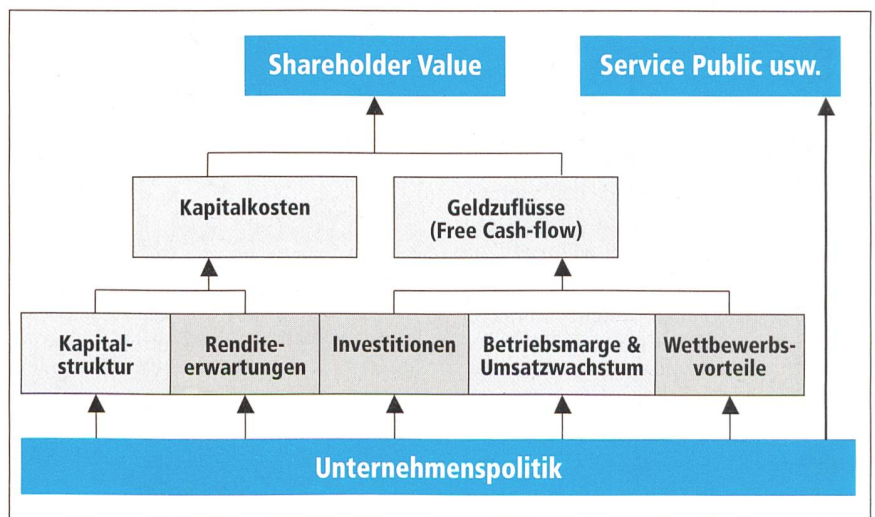 Shareholder Value
Service Public usw.
Kapitalkosten
Geldzuflüsse
(Free Cash-flow)
Kapital-
struktur
Rendite-
erwartungen
Investitionen
Betriebsmarge &
Umsatzwachstum
Wettbewerbs-
vorteile
Unternehmenspolitik